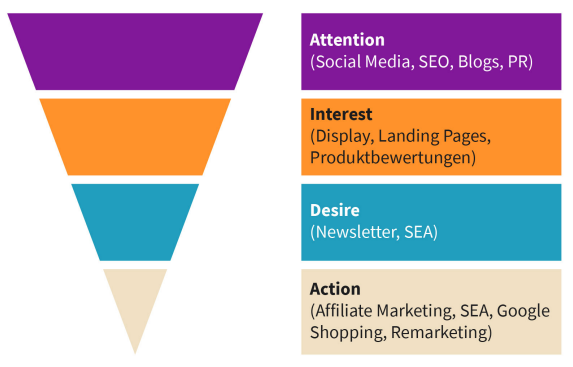 Attention
(Social Media, SEO, Blogs, PR)
Interest
(Display, Landing Pages,
Produktbewertungen)
Desire
(Newsletter, SEA)
Action
(Affiliate Marketing, SEA, Google
Shopping, Remarketing)